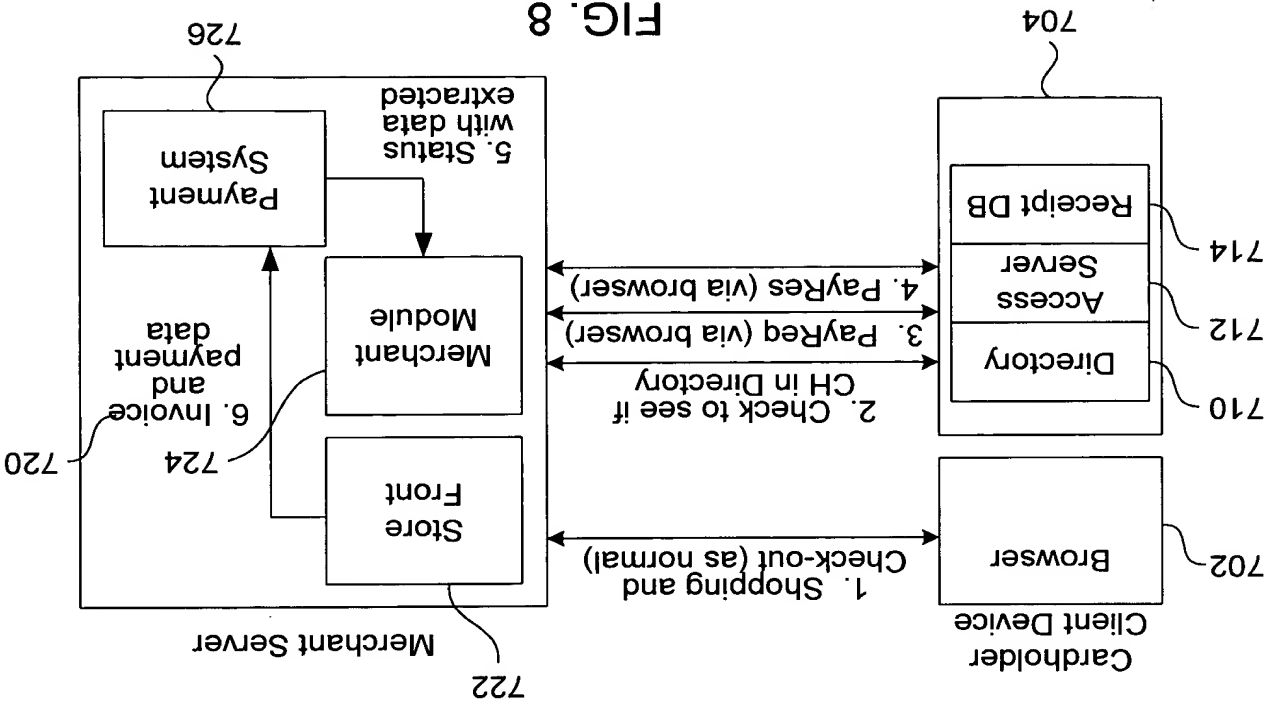 722
Cardholder
Client Device
Merchant Server
702
Browser
1. Shopping and
Check-out (as normal)
Store
Front
720
724
6. Invoice
and
payment
data
710
Directory
2. Check to see if
CH in Directory
Merchant
Module
712
Access
Server
3. PayReq (via browser)
4. PayRes (via browser)
714
Receipt DB
Payment
System
5. Status
with data
extracted
704
726
FIG. 8